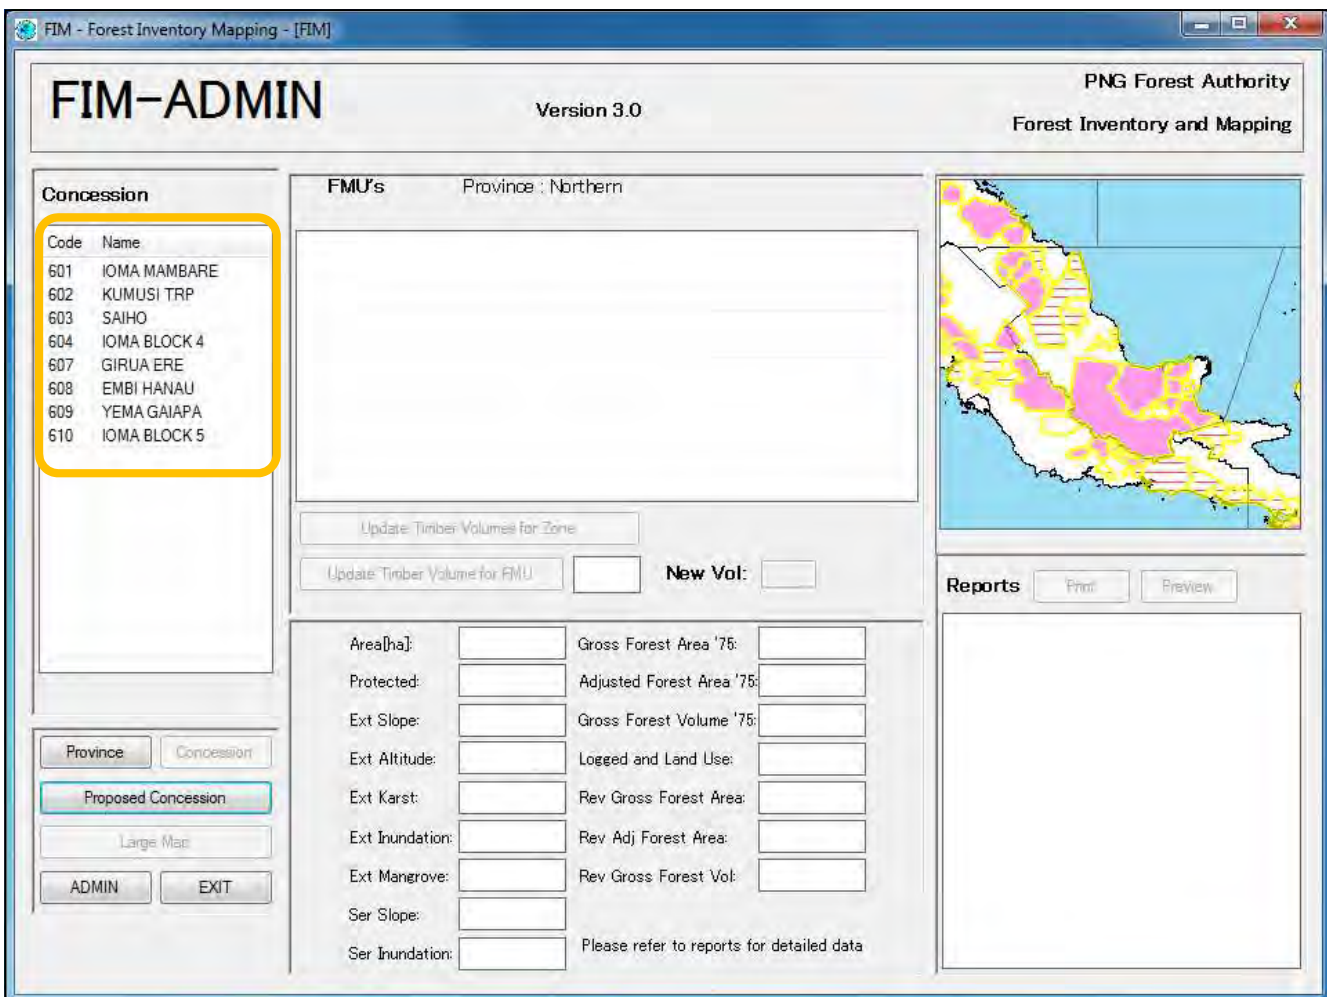 FIM - Forest Inventory Mapping - [FIM]
FIM-ADMIN
Version 3.0
PNG Forest Authority
Forest Inventory and Mapping
Concession
Code Name
601 IOMA MAMBARE
602 KUMUSI TRP
603 SAIHO
604 IOMA BLOCK 4
607 GIRUA ERE
608 EMBI HANAU
609 YEMA GAIAPA
610 IOMA BLOCK 5
Province Concession
Proposed Concession
Large Map
ADMIN EXIT
FMU's Province : Northern
Update Timber Volumes for Zone
Update Timber Volume for FMU New Vol:
Area[ha]: Gross Forest Area '75:
Protected: Adjusted Forest Area '75:
Ext Slope: Gross Forest Volume '75:
Ext Altitude: Logged and Land Use:
Ext Karst: Rev Gross Forest Area:
Ext Inundation: Rev Adj Forest Area:
Ext Mangrove: Rev Gross Forest Vol:
Ser Slope:
Ser Inundation: Please refer to reports for detailed data
Reports Print Preview